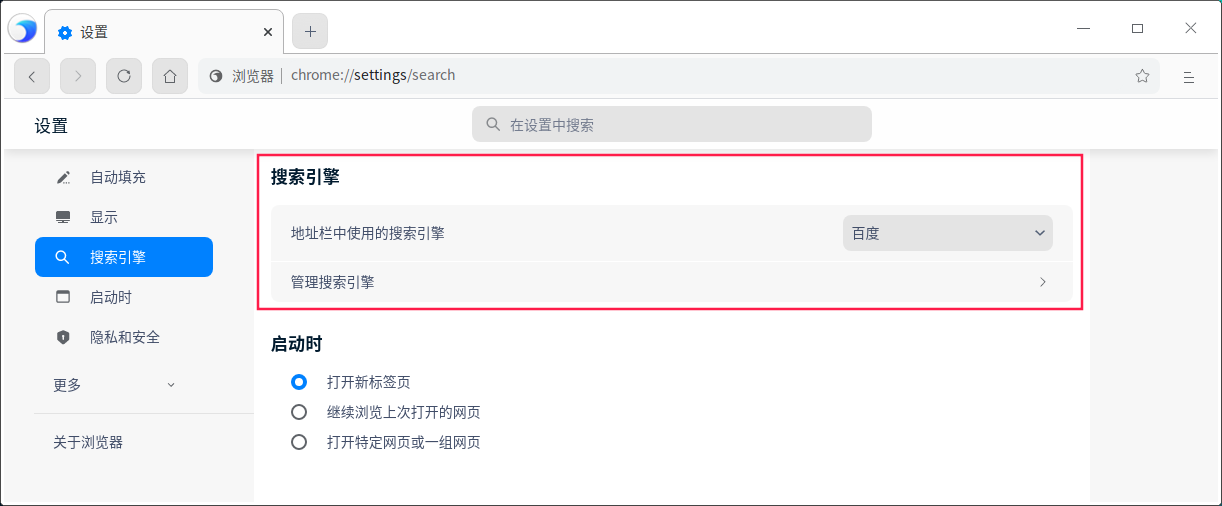 设置
浏览器 | chrome://settings/search
设置
在设置中搜索
自动填充
显示
搜索引擎
启动时
隐私和安全
更多
关于浏览器
搜索引擎
地址栏中使用的搜索引擎
百度
管理搜索引擎
启动时
打开新标签页
继续浏览上次打开的网页
打开特定网页或一组网页